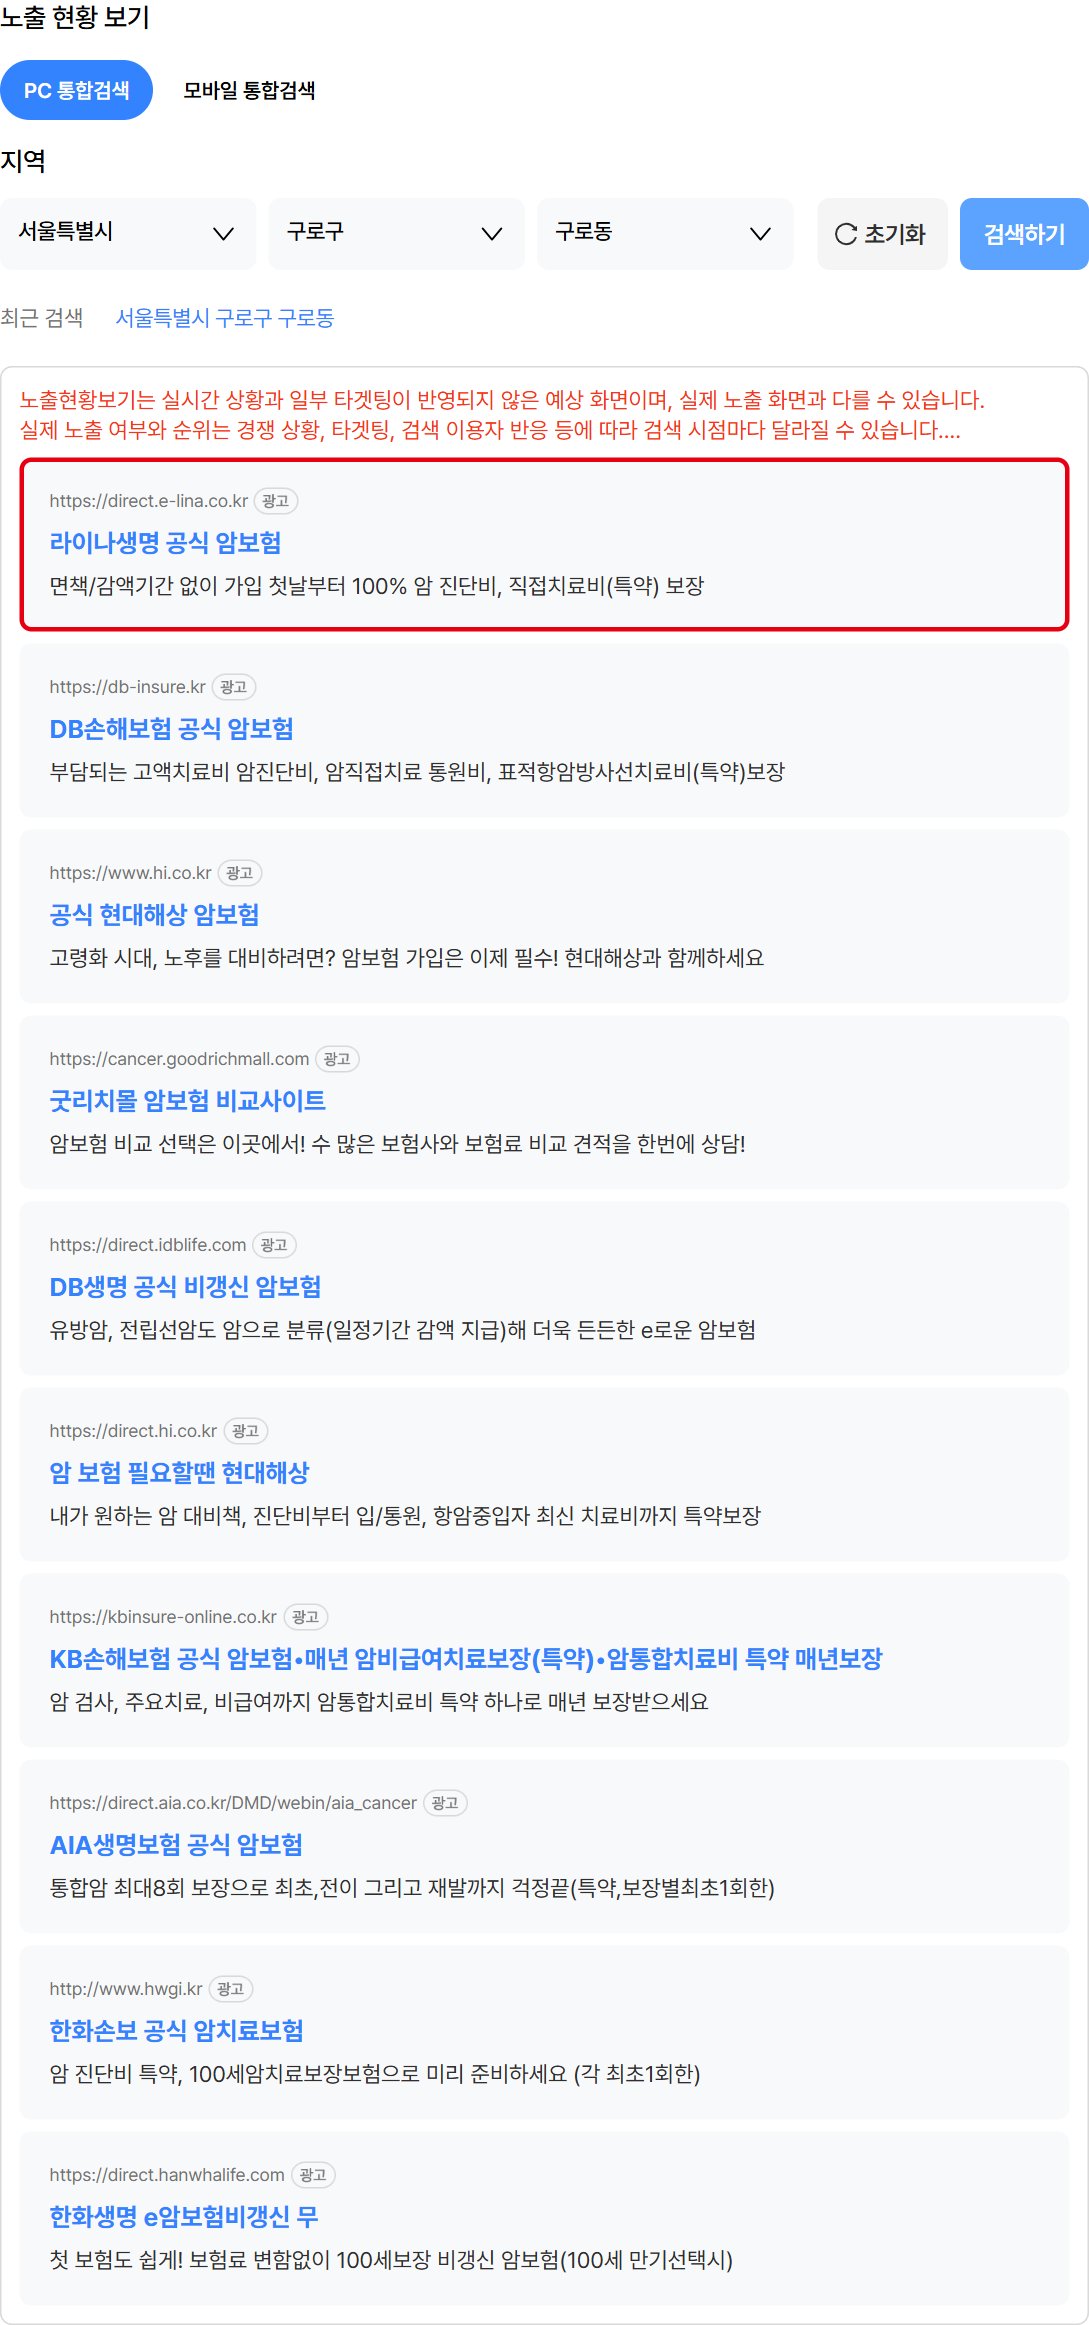 노출 현황 보기
PC 통합검색 모바일 통합검색
지역
서울특별시 구로구 구로동 초기화 검색하기
최근 검색 서울특별시 구로구 구로동
노출현황보기는 실시간 상황과 일부 타겟팅이 반영되지 않은 예상 화면이며, 실제 노출 화면과 다를 수 있습니다.
실제 노출 여부와 순위는 경쟁 상황, 타겟팅, 검색 이용자 반응 등에 따라 검색 시점마다 달라질 수 있습니다....
https://direct.e-lina.co.kr 광고
라이나생명 공식 암보험
면책/감액기간 없이 가입 첫날부터 100% 암 진단비, 직접치료비(특약) 보장
https://db-insure.kr 광고
DB손해보험 공식 암보험
부담되는 고액치료비 암진단비, 암직접치료 통원비, 표적항암방사선치료비(특약)보장
https://www.hi.co.kr 광고
공식 현대해상 암보험
고령화 시대, 노후를 대비하려면? 암보험 가입은 이제 필수! 현대해상과 함께하세요
https://cancer.goodrichmall.com 광고
굿리치몰 암보험 비교사이트
암보험 비교 선택은 이곳에서! 수 많은 보험사와 보험료 비교 견적을 한번에 상담!
https://direct.idblife.com 광고
DB생명 공식 비갱신 암보험
유방암, 전립선암도 암으로 분류(일정기간 감액 지급)해 더욱 든든한 e로운 암보험
https://direct.hi.co.kr 광고
암 보험 필요할땐 현대해상
내가 원하는 암 대비책, 진단비부터 입/통원, 항암중입자 최신 치료비까지 특약보장
https://kbinsure-online.co.kr 광고
KB손해보험 공식 암보험•매년 암비급여치료보장(특약)•암통합치료비 특약 매년보장
암 검사, 주요치료, 비급여까지 암통합치료비 특약 하나로 매년 보장받으세요
https://direct.aia.co.kr/DMD/webin/aia_cancer 광고
AIA생명보험 공식 암보험
통합암 최대8회 보장으로 최초,전이 그리고 재발까지 걱정끝(특약,보장별최초1회한)
http://www.hwgi.kr 광고
한화손보 공식 암치료보험
암 진단비 특약, 100세암치료보장보험으로 미리 준비하세요 (각 최초1회한)
https://direct.hanwhalife.com 광고
한화생명 e암보험비갱신 무
첫 보험도 쉽게! 보험료 변함없이 100세보장 비갱신 암보험(100세 만기선택시)